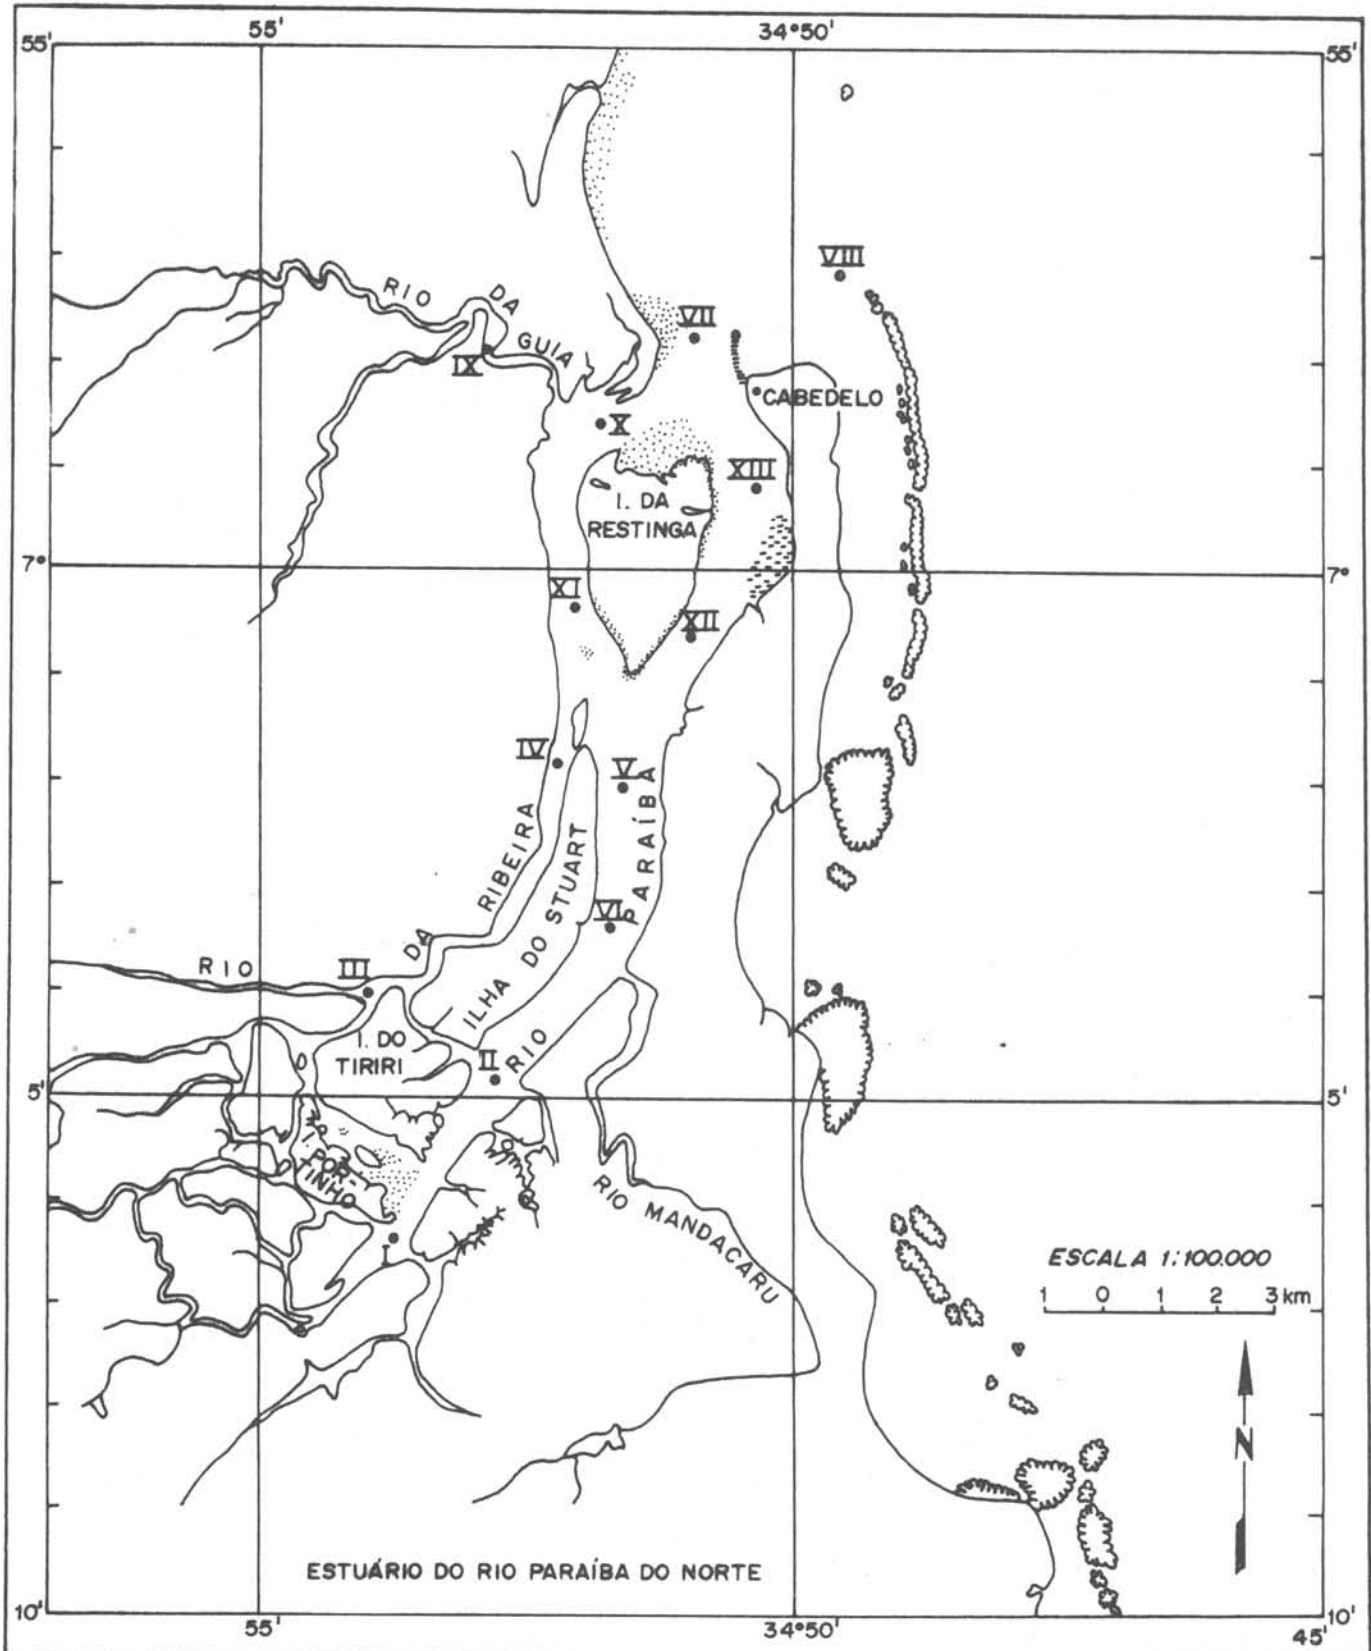 55' 34°50'
55' 55'
VIII
RIO DA GUIA
VII
IX
CABEDELO
X
XIII
I. DA
RESTINGA
7° 7°
XI
XII
IV
V
RIO DA RIBEIRA
ILHA DO STUART
RIO PARAÍBA
VI
III
I. DO
TIRIRI
II
5' 5'
I. POR-
TINHO
RIO MANDACARU
I
ESCALA 1:100.000
1 0 1 2 3 km
N
ESTUÁRIO DO RIO PARAÍBA DO NORTE
10' 10'
55' 34°50' 45'